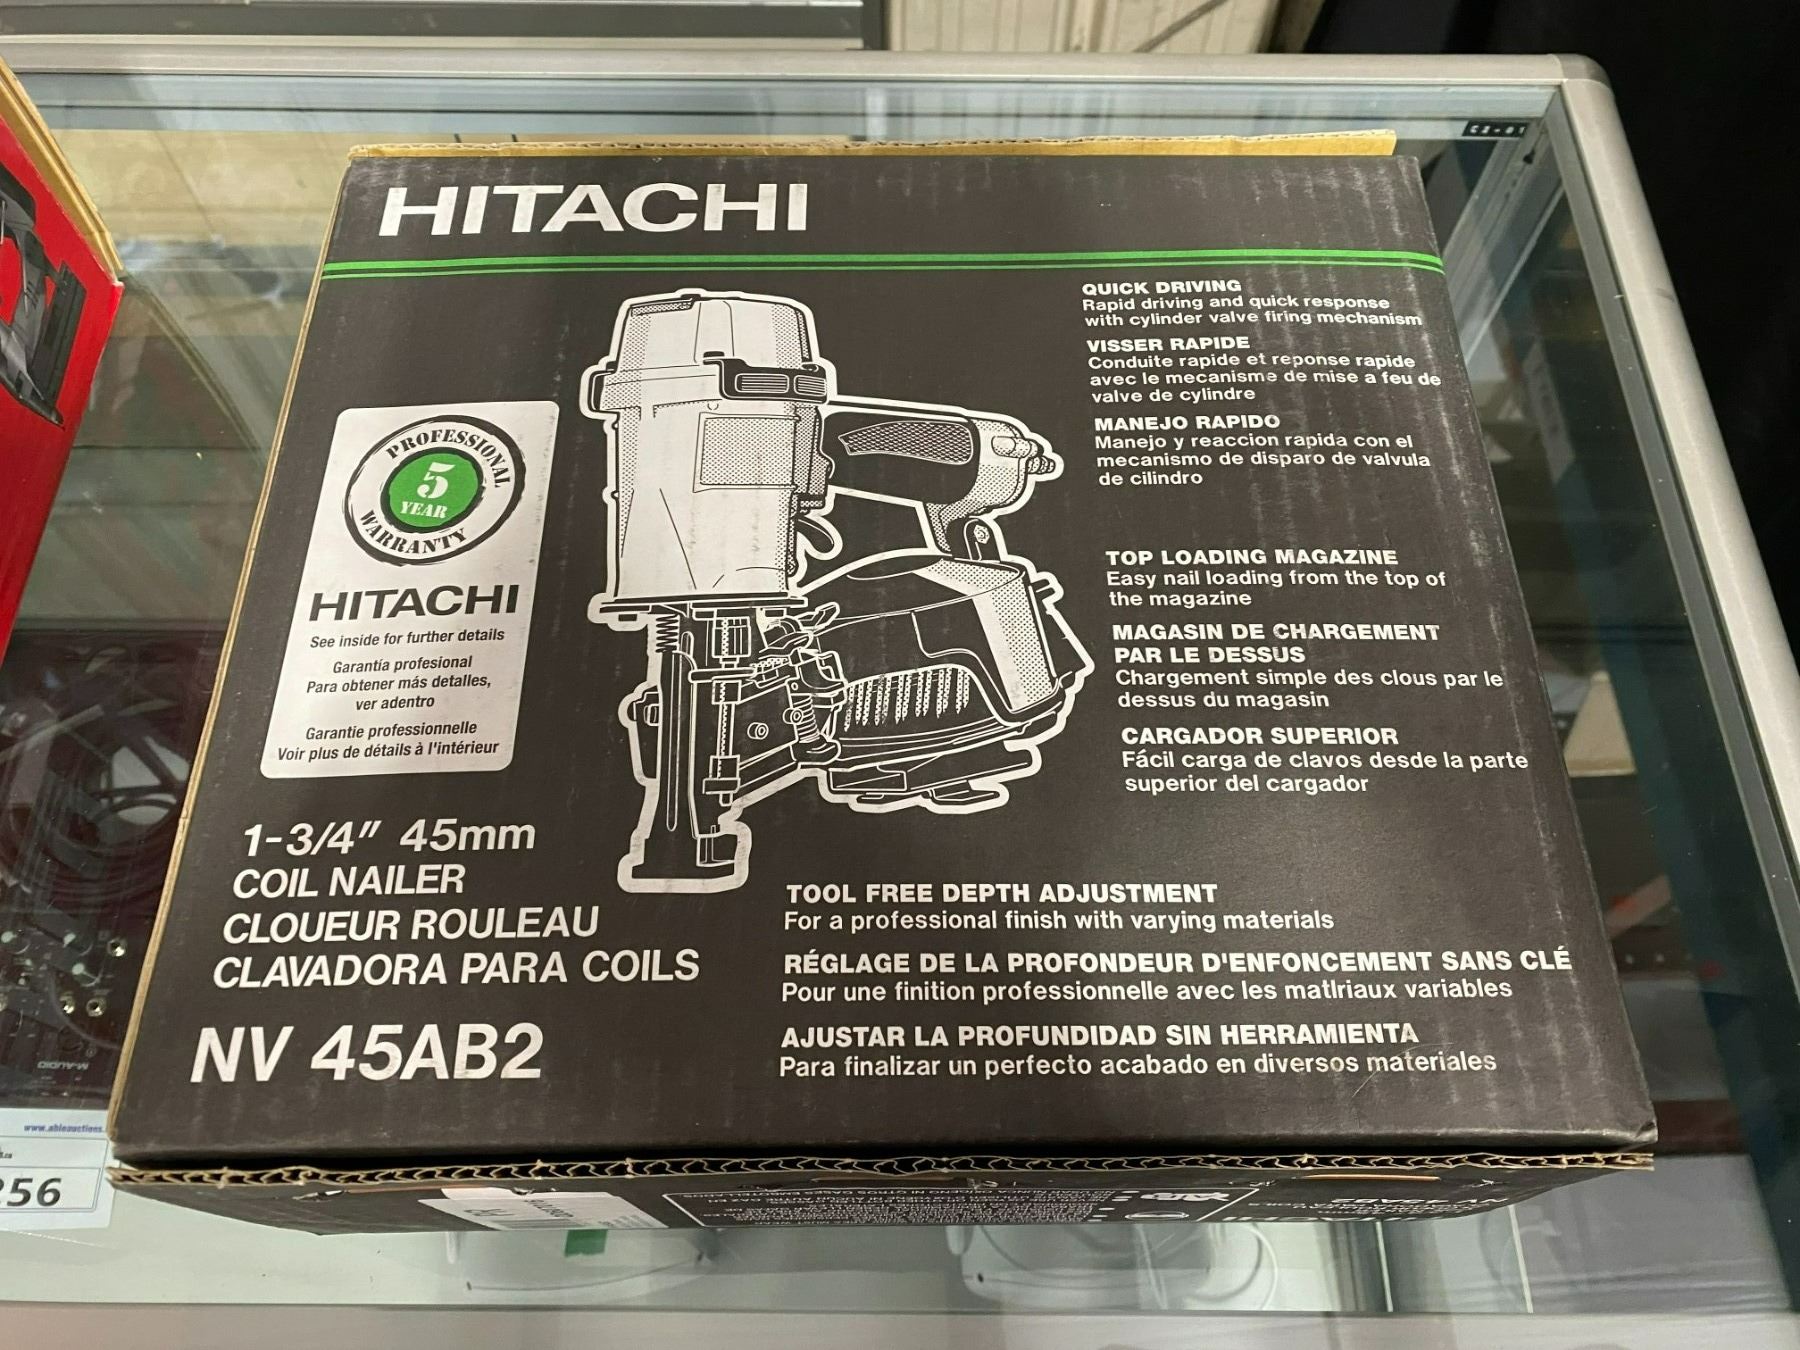 HITACHI
QUICK DRIVING
Rapid driving and quick response
with cylinder valve firing mechanism
VISSER RAPIDE
Conduite rapide et reponse rapide
avec le mecanisme de mise a feu de
valve de cylindre
MANEJO RAPIDO
Manejo y reaccion rapida con el
mecanismo de disparo de valvula
de cilindro
TOP LOADING MAGAZINE
Easy nail loading from the top of
the magazine
MAGASIN DE CHARGEMENT
PAR LE DESSUS
Chargement simple des clous par le
dessus du magasin
CARGADOR SUPERIOR
Fácil carga de clavos desde la parte
superior del cargador
PROFESSIONAL
5
YEAR
WARRANTY
HITACHI
See inside for further details
Garantía profesional
Para obtener más detalles,
ver adentro
Garantie professionnelle
Voir plus de détails à l'intérieur
1-3/4" 45mm
COIL NAILER
CLOUEUR ROULEAU
CLAVADORA PARA COILS
NV 45AB2
TOOL FREE DEPTH ADJUSTMENT
For a professional finish with varying materials
RÉGLAGE DE LA PROFONDEUR D'ENFONCEMENT SANS CLÉ
Pour une finition professionnelle avec les matlriaux variables
AJUSTAR LA PROFUNDIDAD SIN HERRAMIENTA
Para finalizar un perfecto acabado en diversos materiales
M-AUDIO
www.ableauctions.
256
HITACHI
NV 45AB2